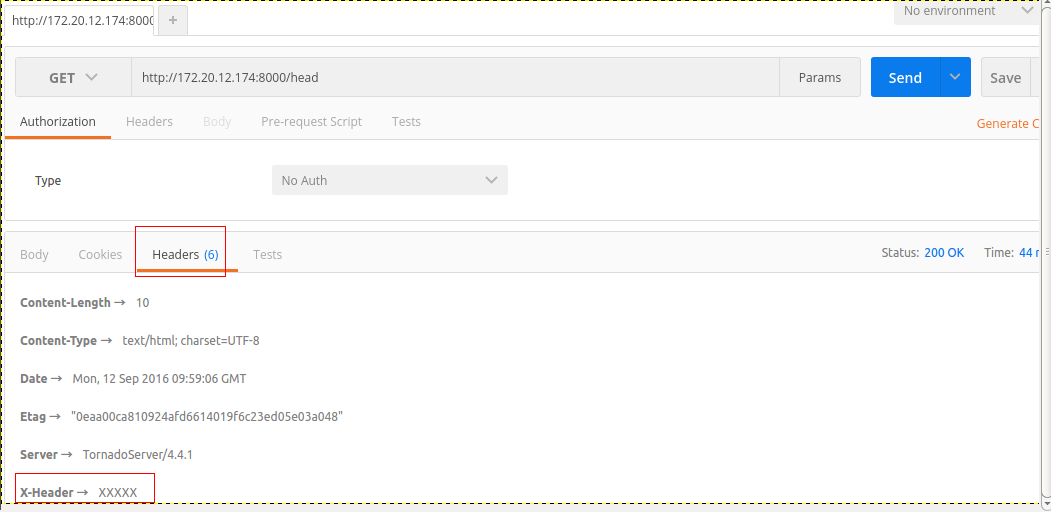 http://172.20.12.174:8000 + No environment
GET http://172.20.12.174:8000/head Params Send Save
Authorization Headers Body Pre-request Script Tests Generate C
Type No Auth
Body Cookies Headers (6) Tests Status: 200 OK Time: 44
Content-Length → 10
Content-Type → text/html; charset=UTF-8
Date → Mon, 12 Sep 2016 09:59:06 GMT
Etag → "0eaa00ca810924afd6614019f6c23ed05e03a048"
Server → TornadoServer/4.4.1
X-Header → XXXXX